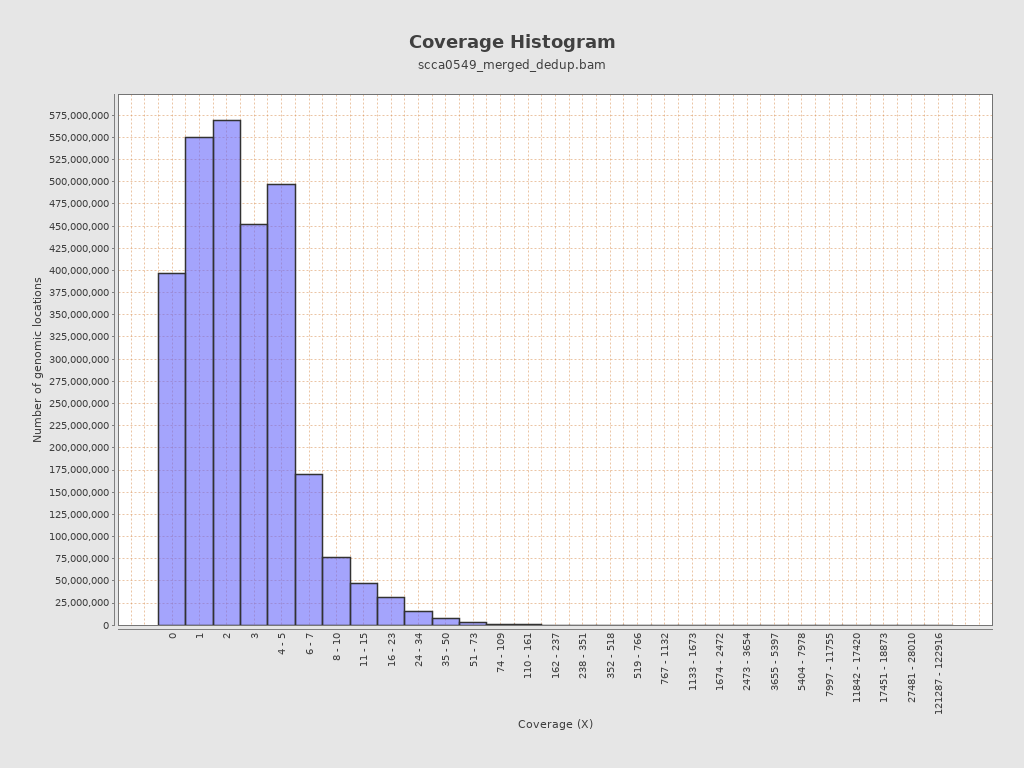 Coverage Histogram
scca0549_merged_dedup.bam
Number of genomic locations
575,000,000
550,000,000
525,000,000
500,000,000
475,000,000
450,000,000
425,000,000
400,000,000
375,000,000
350,000,000
325,000,000
300,000,000
275,000,000
250,000,000
225,000,000
200,000,000
175,000,000
150,000,000
125,000,000
100,000,000
75,000,000
50,000,000
25,000,000
0
0
1
2
3
4 - 5
6 - 7
8 - 10
11 - 15
16 - 23
24 - 34
35 - 50
51 - 73
74 - 109
110 - 161
162 - 237
238 - 351
352 - 518
519 - 766
767 - 1132
1133 - 1673
1674 - 2472
2473 - 3654
3655 - 5397
5404 - 7978
7997 - 11755
11842 - 17420
17451 - 18873
27481 - 28010
121287 - 122916
Coverage (X)